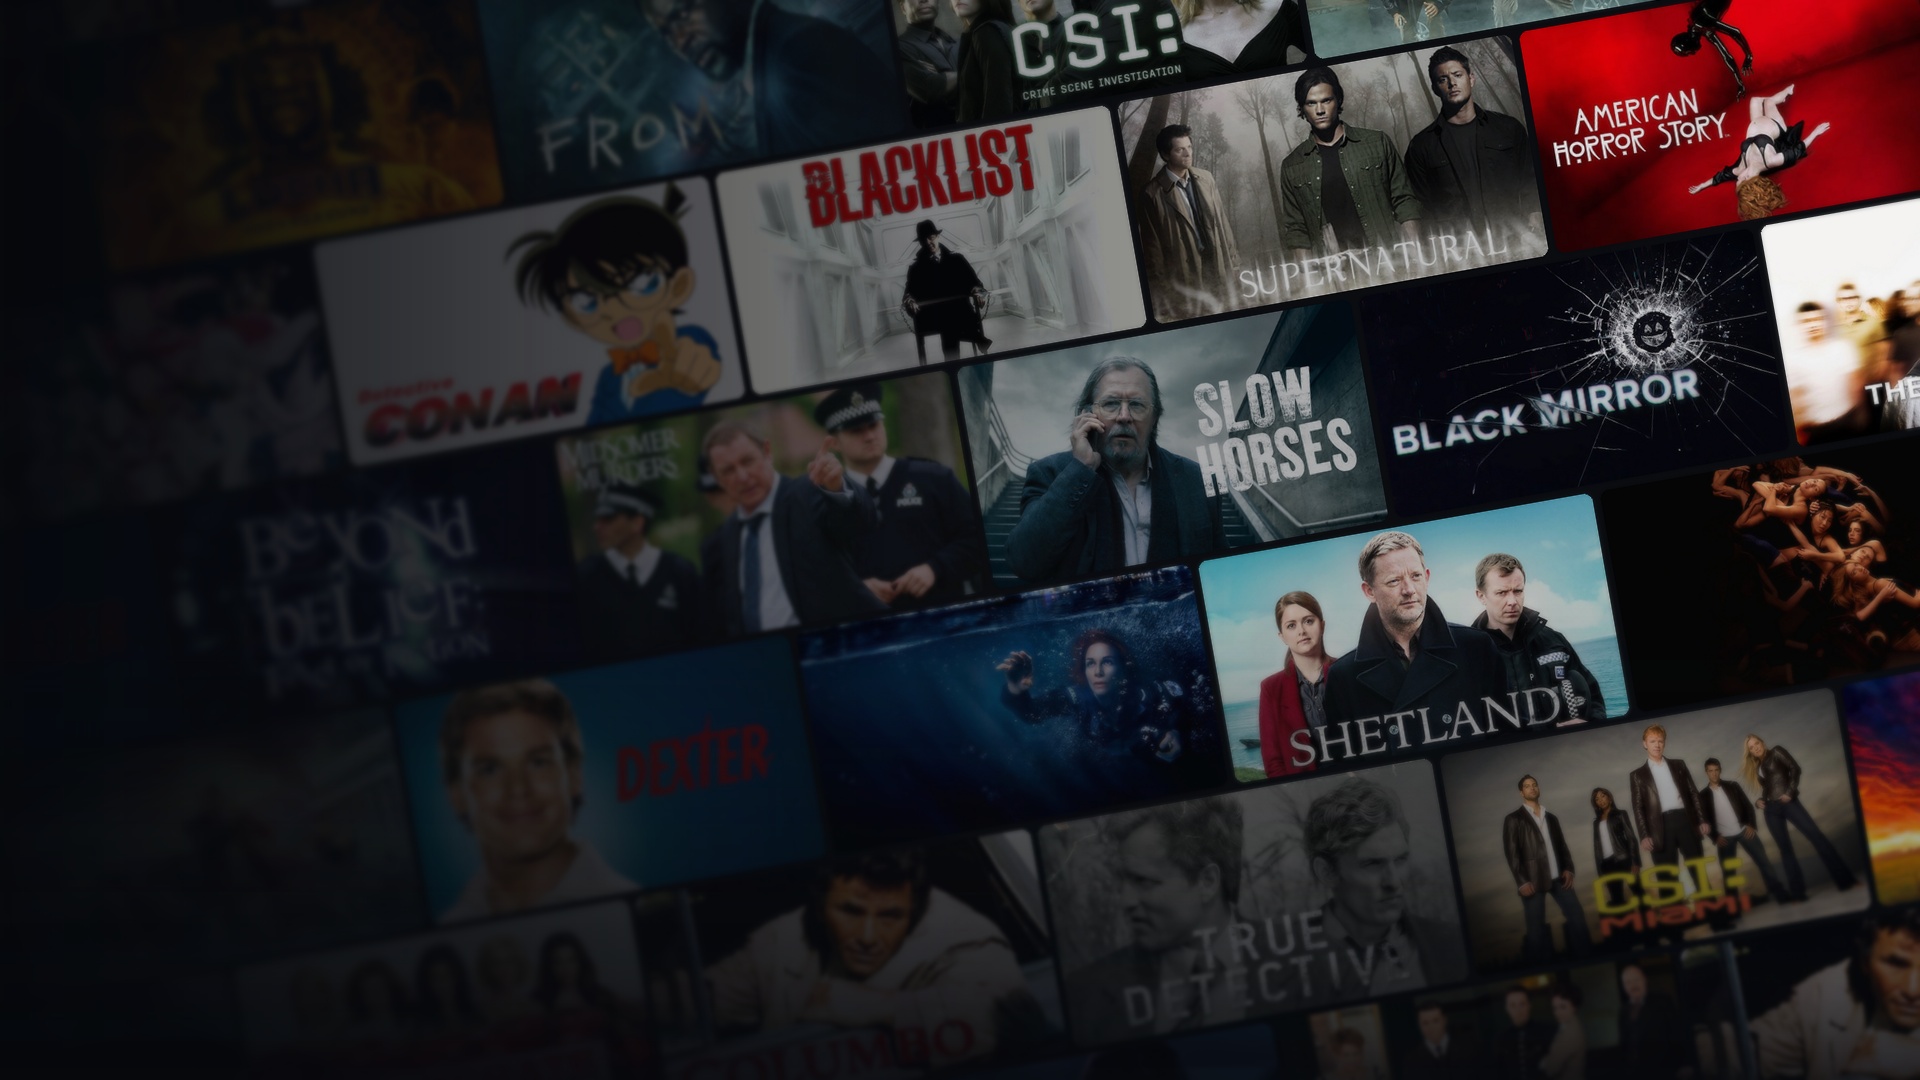 FROM
CSI:
CRIME SCENE INVESTIGATION
Detective
CONAN
BLACKLIST
SUPERNATURAL
AMERICAN
HORROR STORY
BEYOND
BELIEF:
MIDSOMER
MURDERS
POLICE
SLOW
HORSES
BLACK MIRROR
THE
DEXTER
SHETLAND
COLUMBO
TRUE
DETECTIVE
CSI:
MIAMI